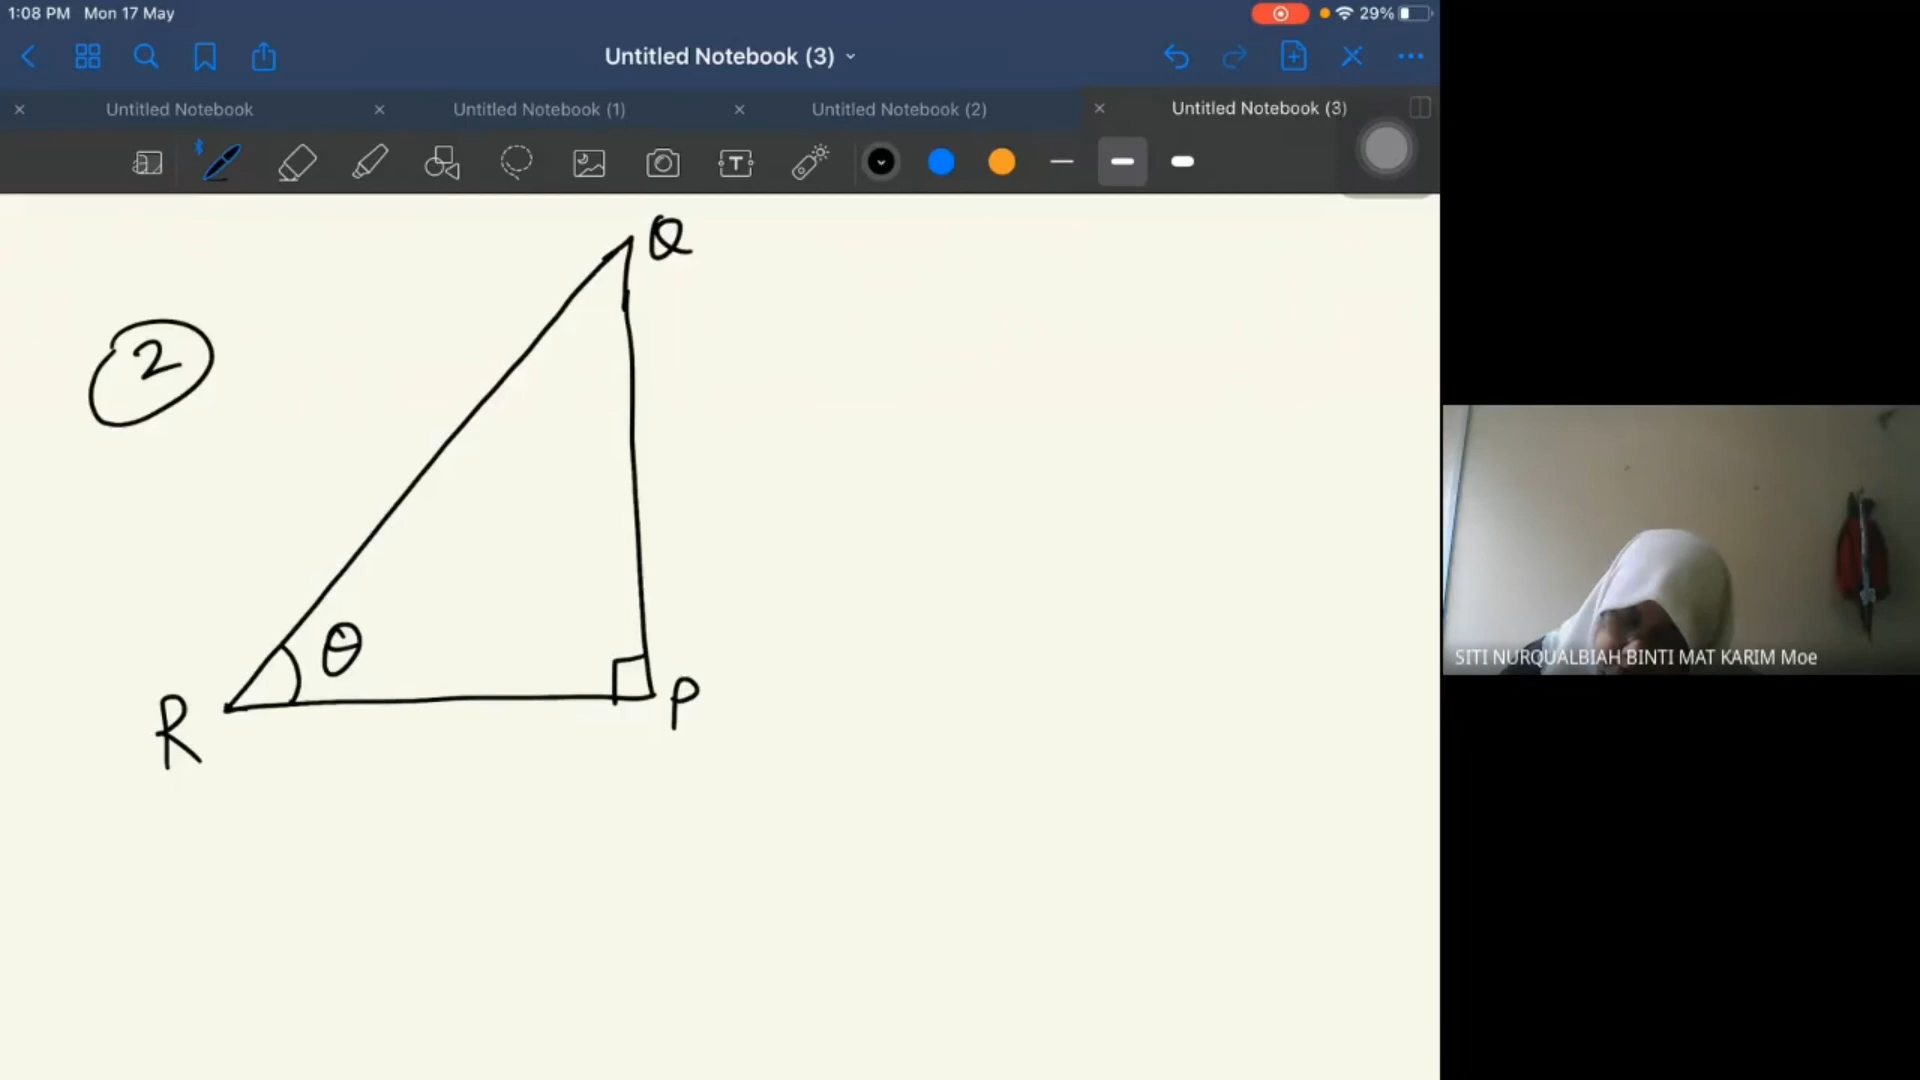 1:08 PM Mon 17 May
29%
Untitled Notebook (3)
Untitled Notebook
Untitled Notebook (1)
Untitled Notebook (2)
Untitled Notebook (3)
T
Q
2
θ
R
P
SITI NURQUALBIAH BINTI MAT KARIM Moe